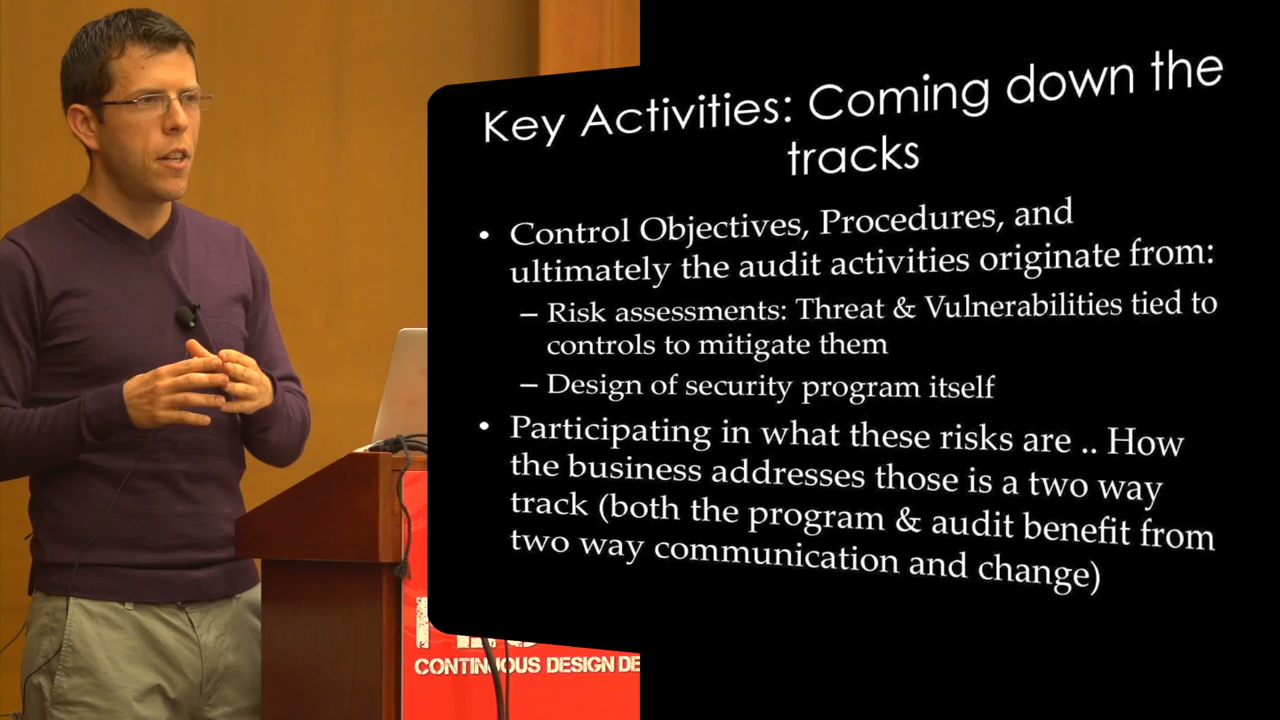 Key Activities: Coming down the
tracks
• Control Objectives, Procedures, and
ultimately the audit activities originate from:
– Risk assessments: Threat & Vulnerabilities tied to
controls to mitigate them
– Design of security program itself
• Participating in what these risks are .. How
the business addresses those is a two way
track (both the program & audit benefit from
two way communication and change)
CONTINUOUS DESIGN DE